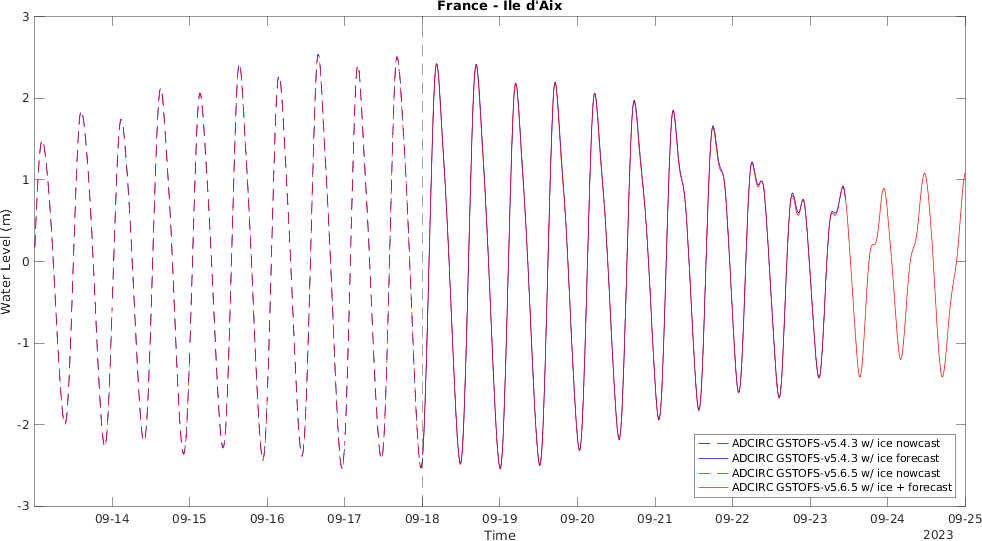 France - Ile d'Aix
3
2
1
0
-1
-2
-3
Water Level (m)
09-14 09-15 09-16 09-17 09-18 09-19 09-20 09-21 09-22 09-23 09-24 09-25
Time
2023
ADCIRC GSTOFS-v5.4.3 w/ ice nowcast
ADCIRC GSTOFS-v5.4.3 w/ ice forecast
ADCIRC GSTOFS-v5.6.5 w/ ice nowcast
ADCIRC GSTOFS-v5.6.5 w/ ice + forecast